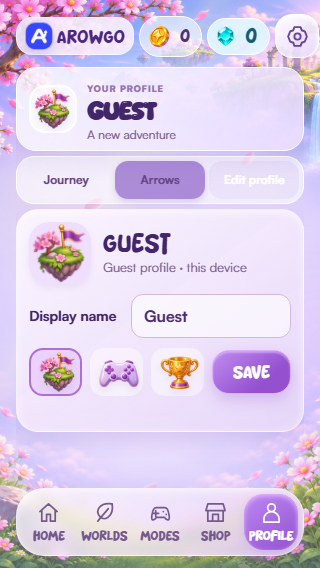 AROWGO 0 0
YOUR PROFILE
GUEST
A new adventure
Journey Arrows Edit profile
GUEST
Guest profile • this device
Display name Guest
SAVE
HOME WORLDS MODES SHOP PROFILE